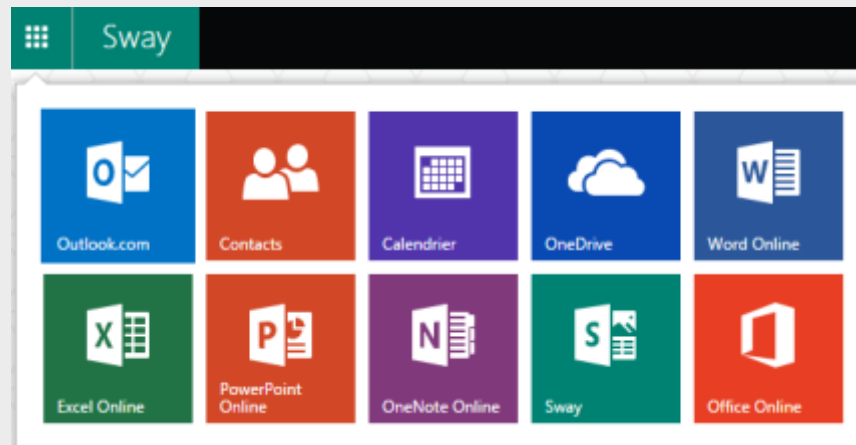 Sway
Outlook.com
Contacts
Calendrier
OneDrive
Word Online
Excel Online
PowerPoint
Online
OneNote Online
Sway
Office Online